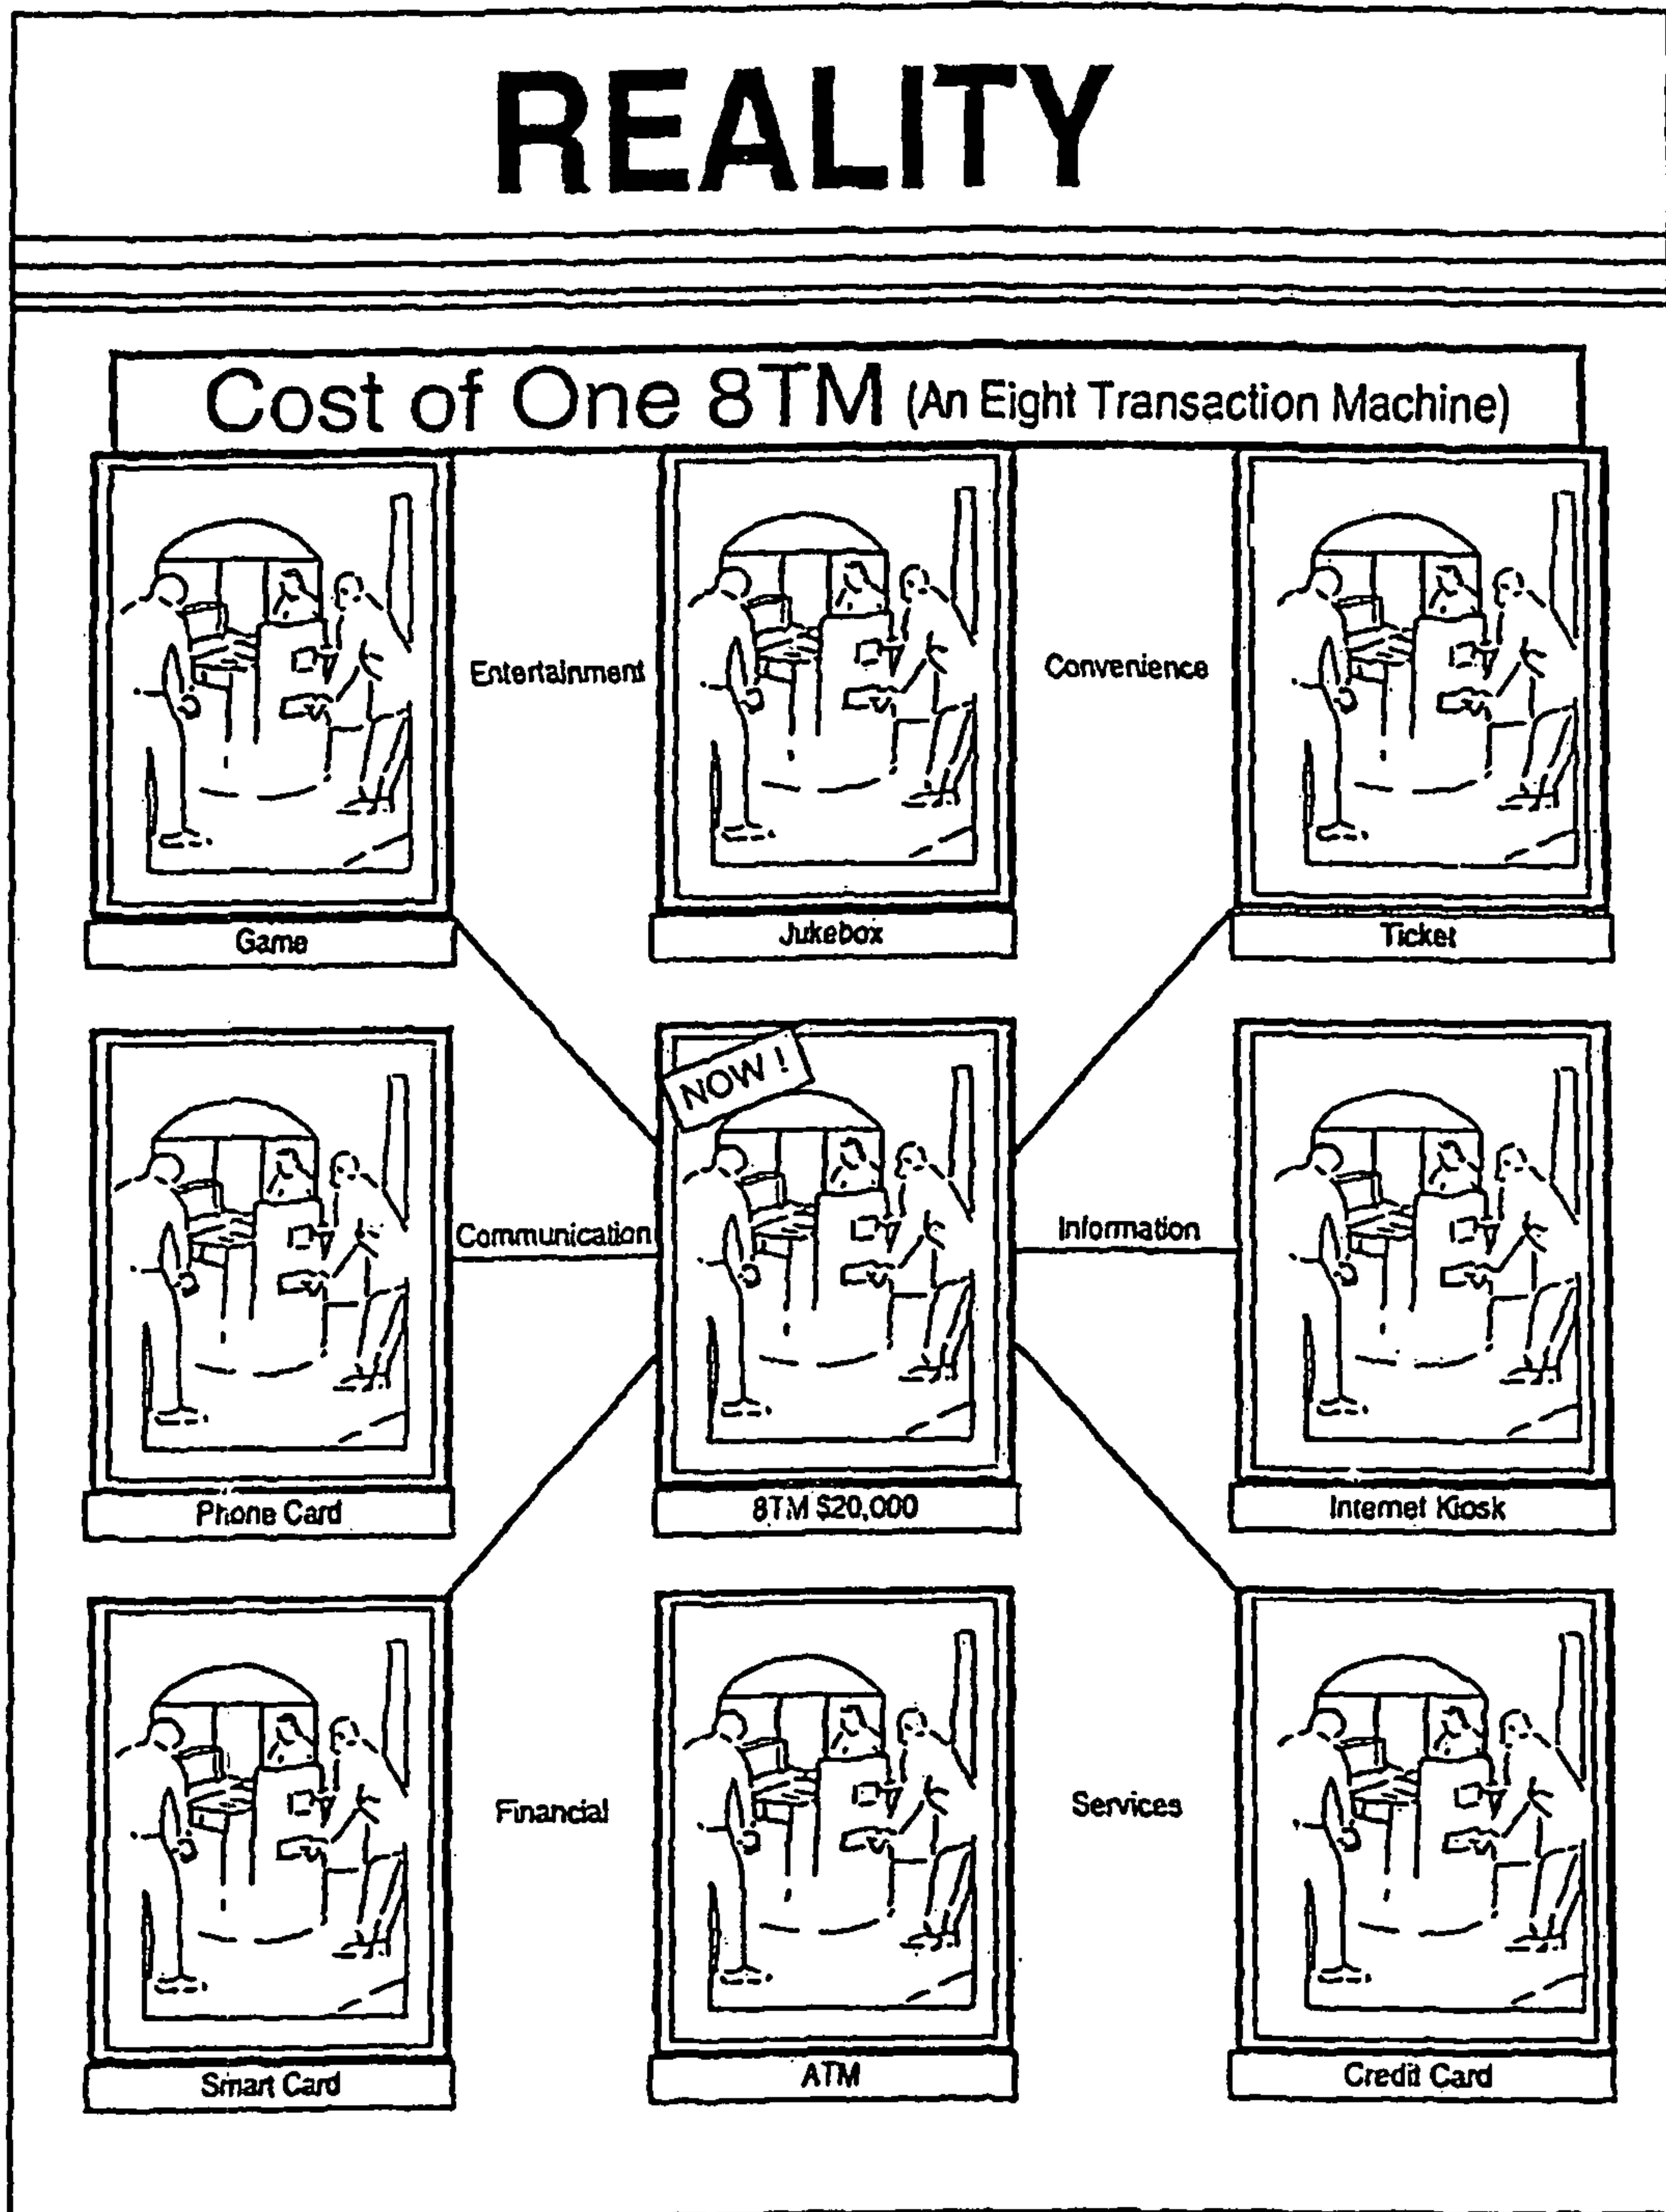 REALITY
Cost of One 8TM (An Eight Transaction Machine)
Entertainment
Convenience
Game
Jukebox
Ticket
NOW !
Communication
Information
Phone Card
8TM $20,000
Internet Kiosk
Financial
Services
Smart Card
ATM
Credit Card